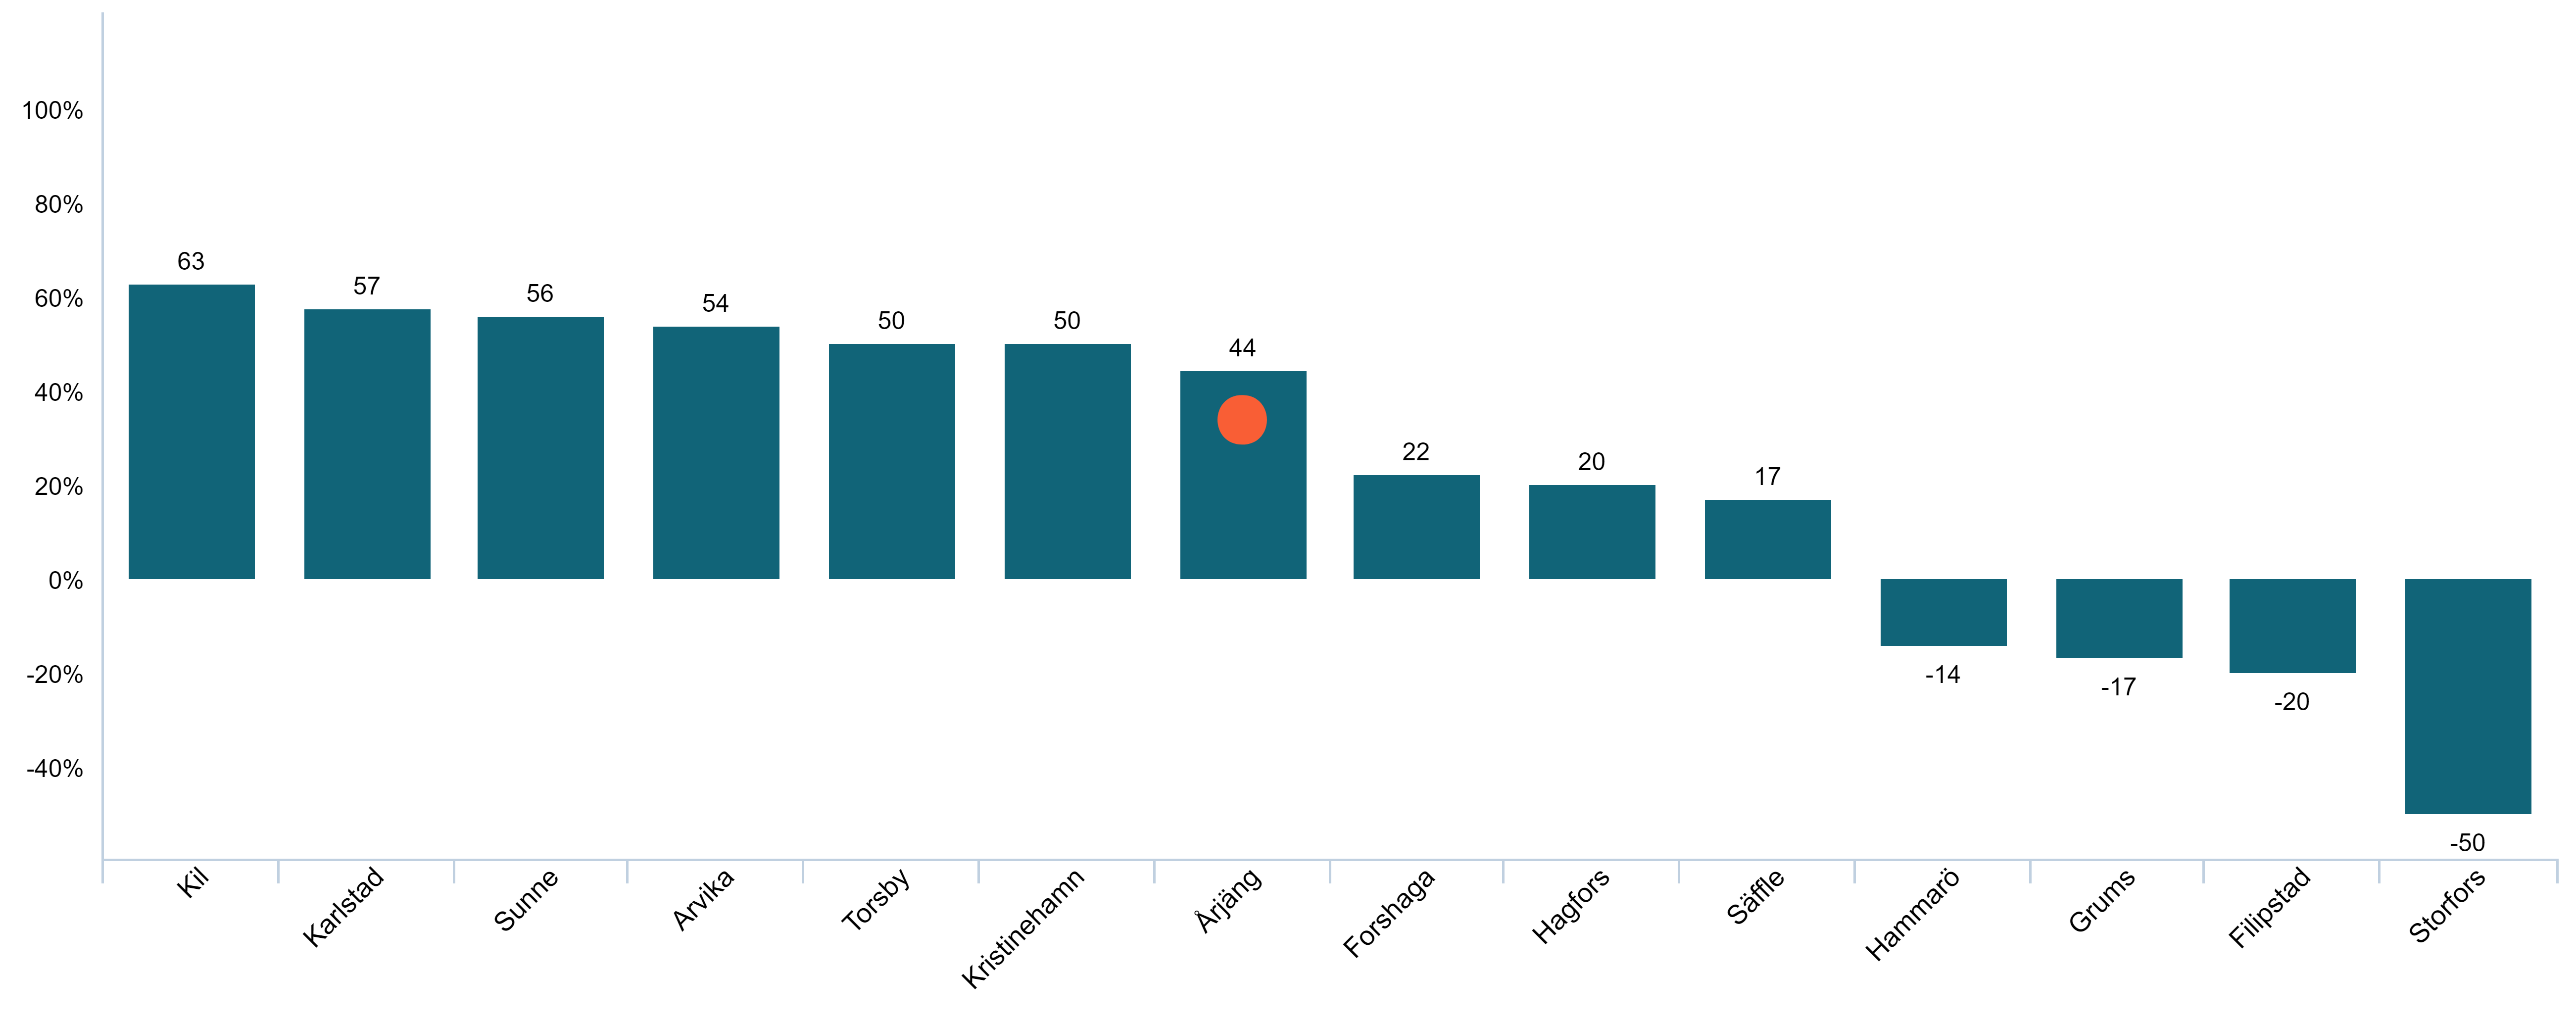 100%
80%
60%
40%
20%
0%
-20%
-40%
63
57
56
54
50
50
44
22
20
17
-14
-17
-20
-50
Kil
Karlstad
Sunne
Arvika
Torsby
Kristinehamn
Årjäng
Forshaga
Hagfors
Säffle
Hammarö
Grums
Filipstad
Storfors